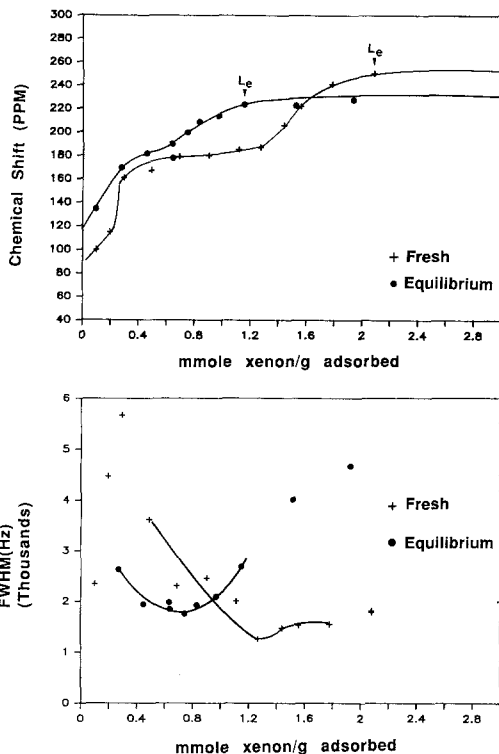 300
280
260
240
220
200
180
160
140
120
100
80
60
40
Chemical Shift (PPM)
Le
Le
+ Fresh
● Equilibrium
0 0.4 0.8 1.2 1.6 2 2.4 2.8
mmole xenon/g adsorbed
6
5
4
3
2
1
0
FWHM(Hz)
(Thousands)
+ Fresh
● Equilibrium
0 0.4 0.8 1.2 1.6 2 2.4 2.8
mmole xenon/g adsorbed